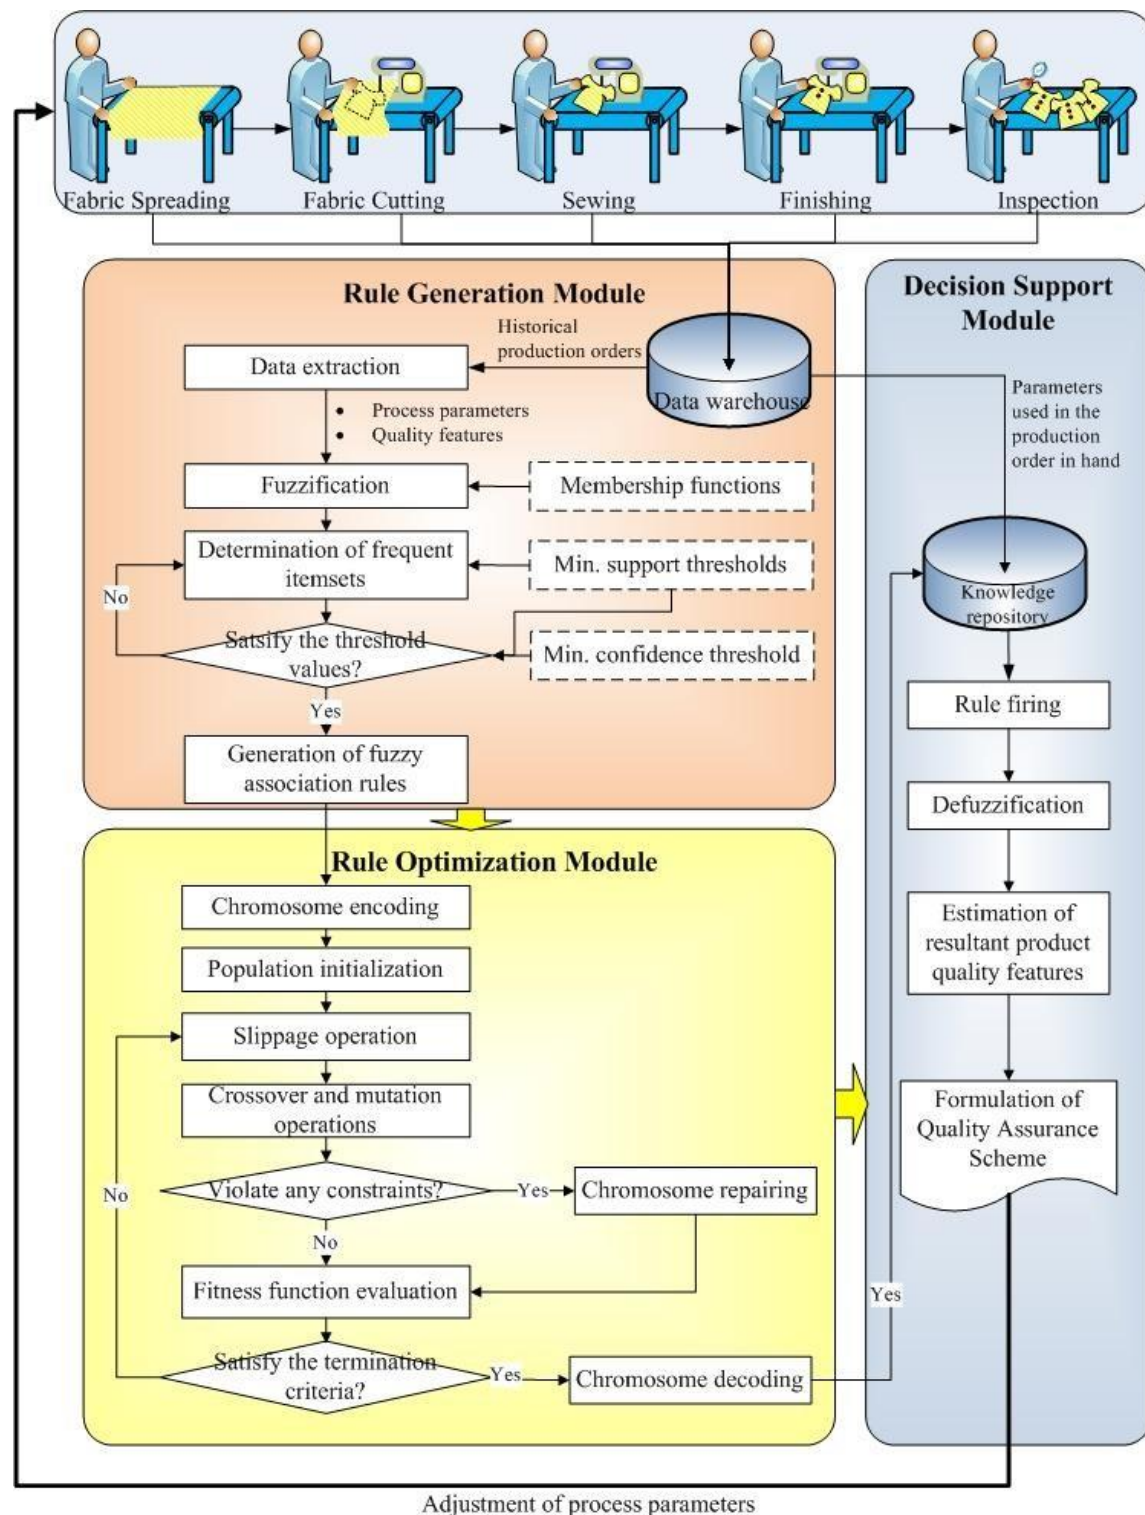 Fabric Spreading
Fabric Cutting
Sewing
Finishing
Inspection
Rule Generation Module
Historical
production orders
Data warehouse
Data extraction
• Process parameters
• Quality features
Fuzzification
Membership functions
Determination of frequent
itemsets
Min. support thresholds
No
Satsify the threshold
values?
Min. confidence threshold
Yes
Generation of fuzzy
association rules
Rule Optimization Module
Chromosome encoding
Population initialization
Slippage operation
Crossover and mutation
operations
No
Violate any constraints?
Yes
Chromosome repairing
No
Fitness function evaluation
Satisfy the termination
criteria?
Yes
Chromosome decoding
Yes
Decision Support
Module
Parameters
used in the
production
order in hand
Knowledge
repository
Rule firing
Defuzzification
Estimation of
resultant product
quality features
Formulation of
Quality Assurance
Scheme
Adjustment of process parameters